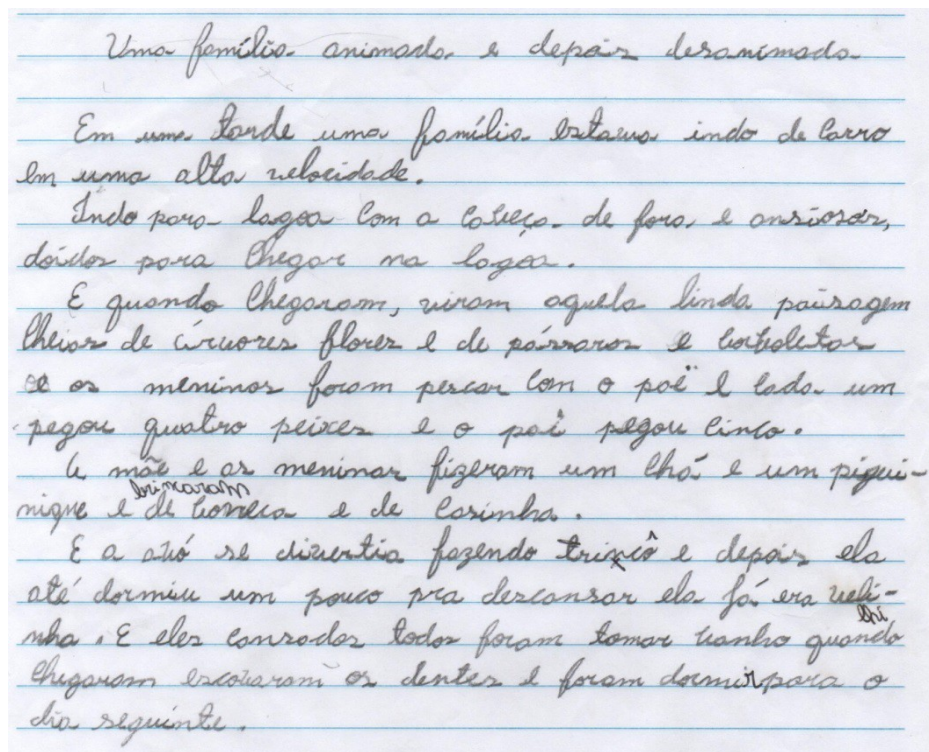 Uma família animada e depois desanimada
Em uma tarde uma família estava indo de carro
em uma alta velocidade.
Indo para lagoa com a cabeça de fora e ansiosos,
doidos para chegar na lagoa.
E quando chegaram, viram aquela linda paisagem
cheias de árvores flores e de pássaros e borboletas
e os meninos foram pescar com o pai e cada um
pegou quatro peixes e o pai pegou cinco.
A mãe e as meninas fizeram um chá e um piqui-
brincaram
nique e de boneca e de casinha.
E a avó se divertia fazendo tricô e depois ela
até dormiu um pouco pra descansar ela já era velhi-
nha. E eles cansados todos foram tomar banho quando
chegaram escovaram os dentes e foram dormir para o
dia seguinte.